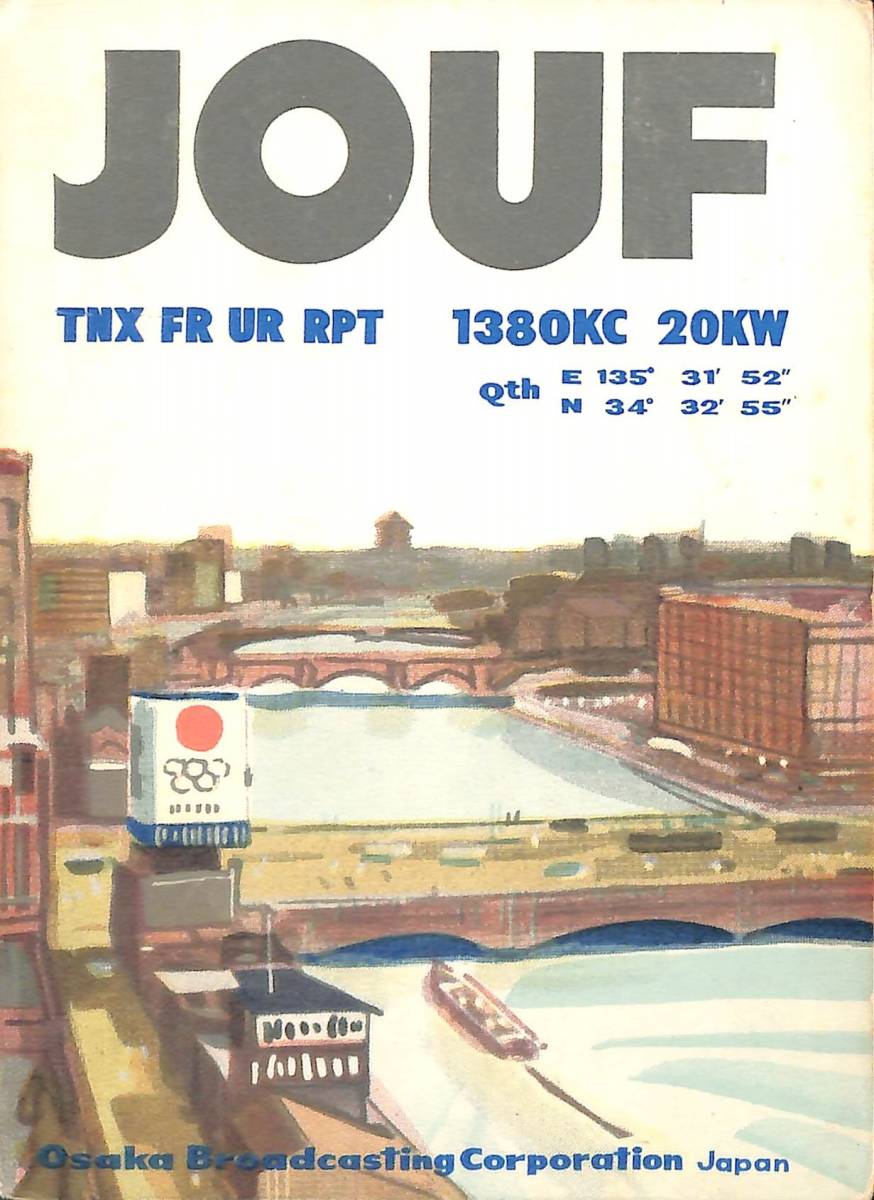 JOUF
TNX FR UR RPT 1380KC 20KW
Qth E 135° 31′ 52″
N 34° 32′ 55″
Osaka Broadcasting Corporation Japan